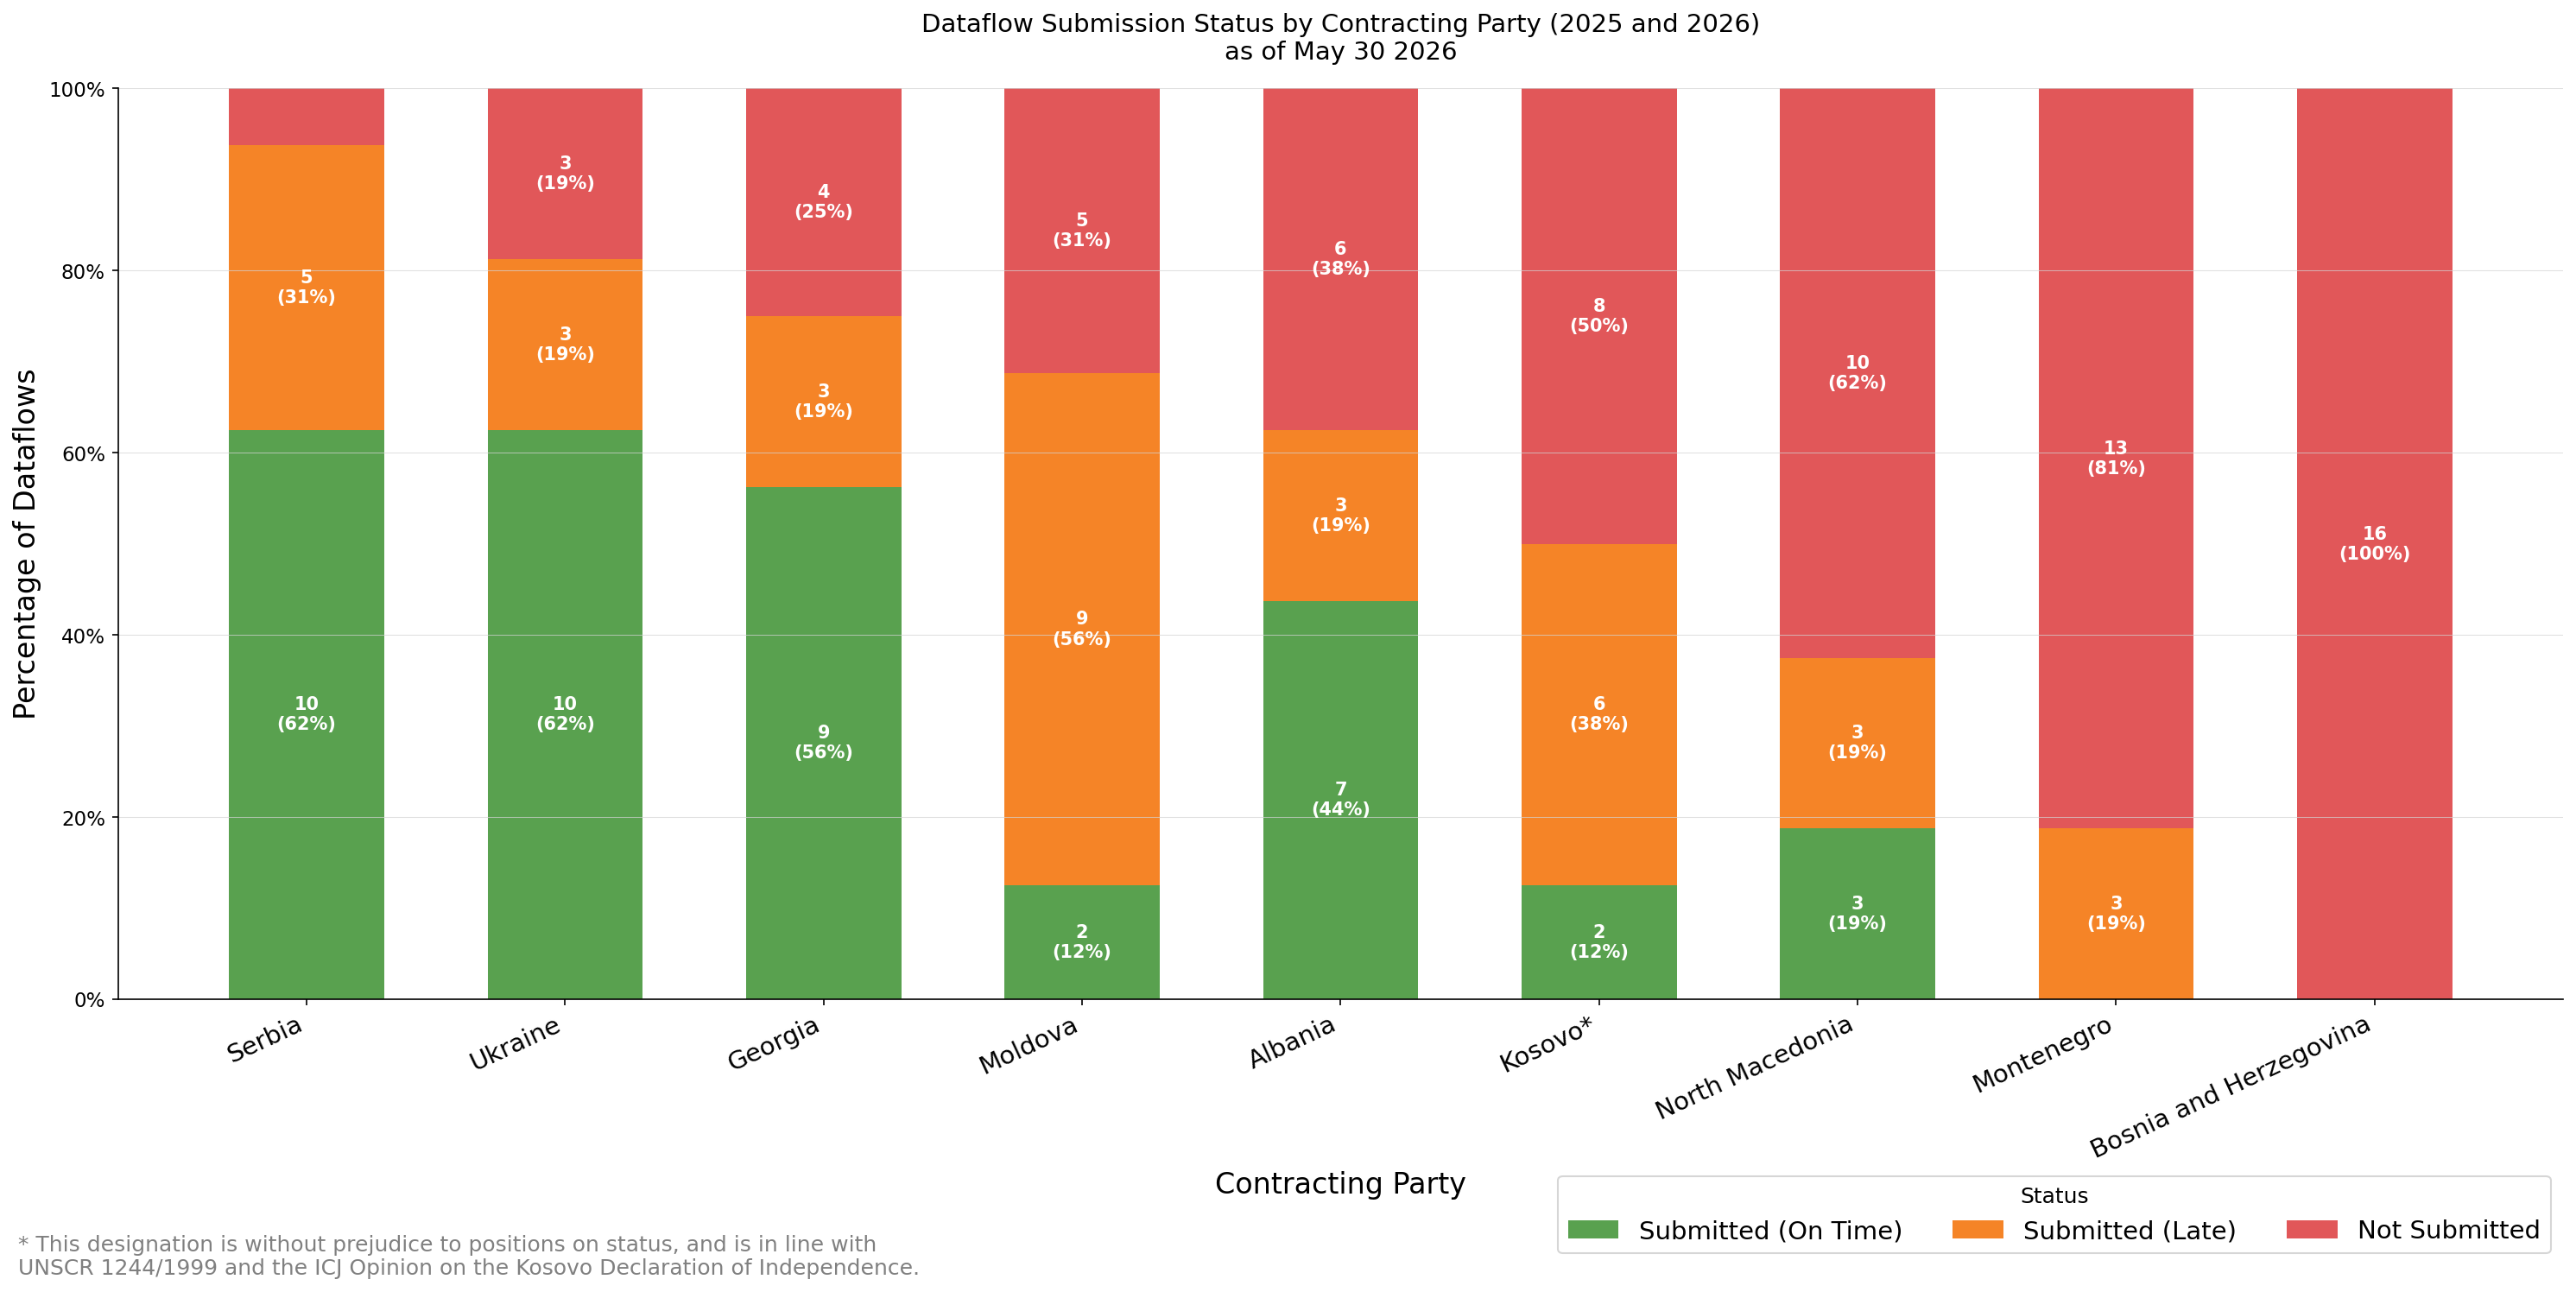 Dataflow Submission Status by Contracting Party (2025 and 2026)
as of May 30 2026
Percentage of Dataflows
100%
80%
60%
40%
20%
0%
5
(31%)
10
(62%)
3
(19%)
3
(19%)
10
(62%)
4
(25%)
3
(19%)
9
(56%)
5
(31%)
9
(56%)
2
(12%)
6
(38%)
3
(19%)
7
(44%)
8
(50%)
6
(38%)
2
(12%)
10
(62%)
3
(19%)
3
(19%)
13
(81%)
3
(19%)
16
(100%)
Serbia
Ukraine
Georgia
Moldova
Albania
Kosovo*
North Macedonia
Montenegro
Bosnia and Herzegovina
Contracting Party
Status
Submitted (On Time)
Submitted (Late)
Not Submitted
* This designation is without prejudice to positions on status, and is in line with
UNSCR 1244/1999 and the ICJ Opinion on the Kosovo Declaration of Independence.